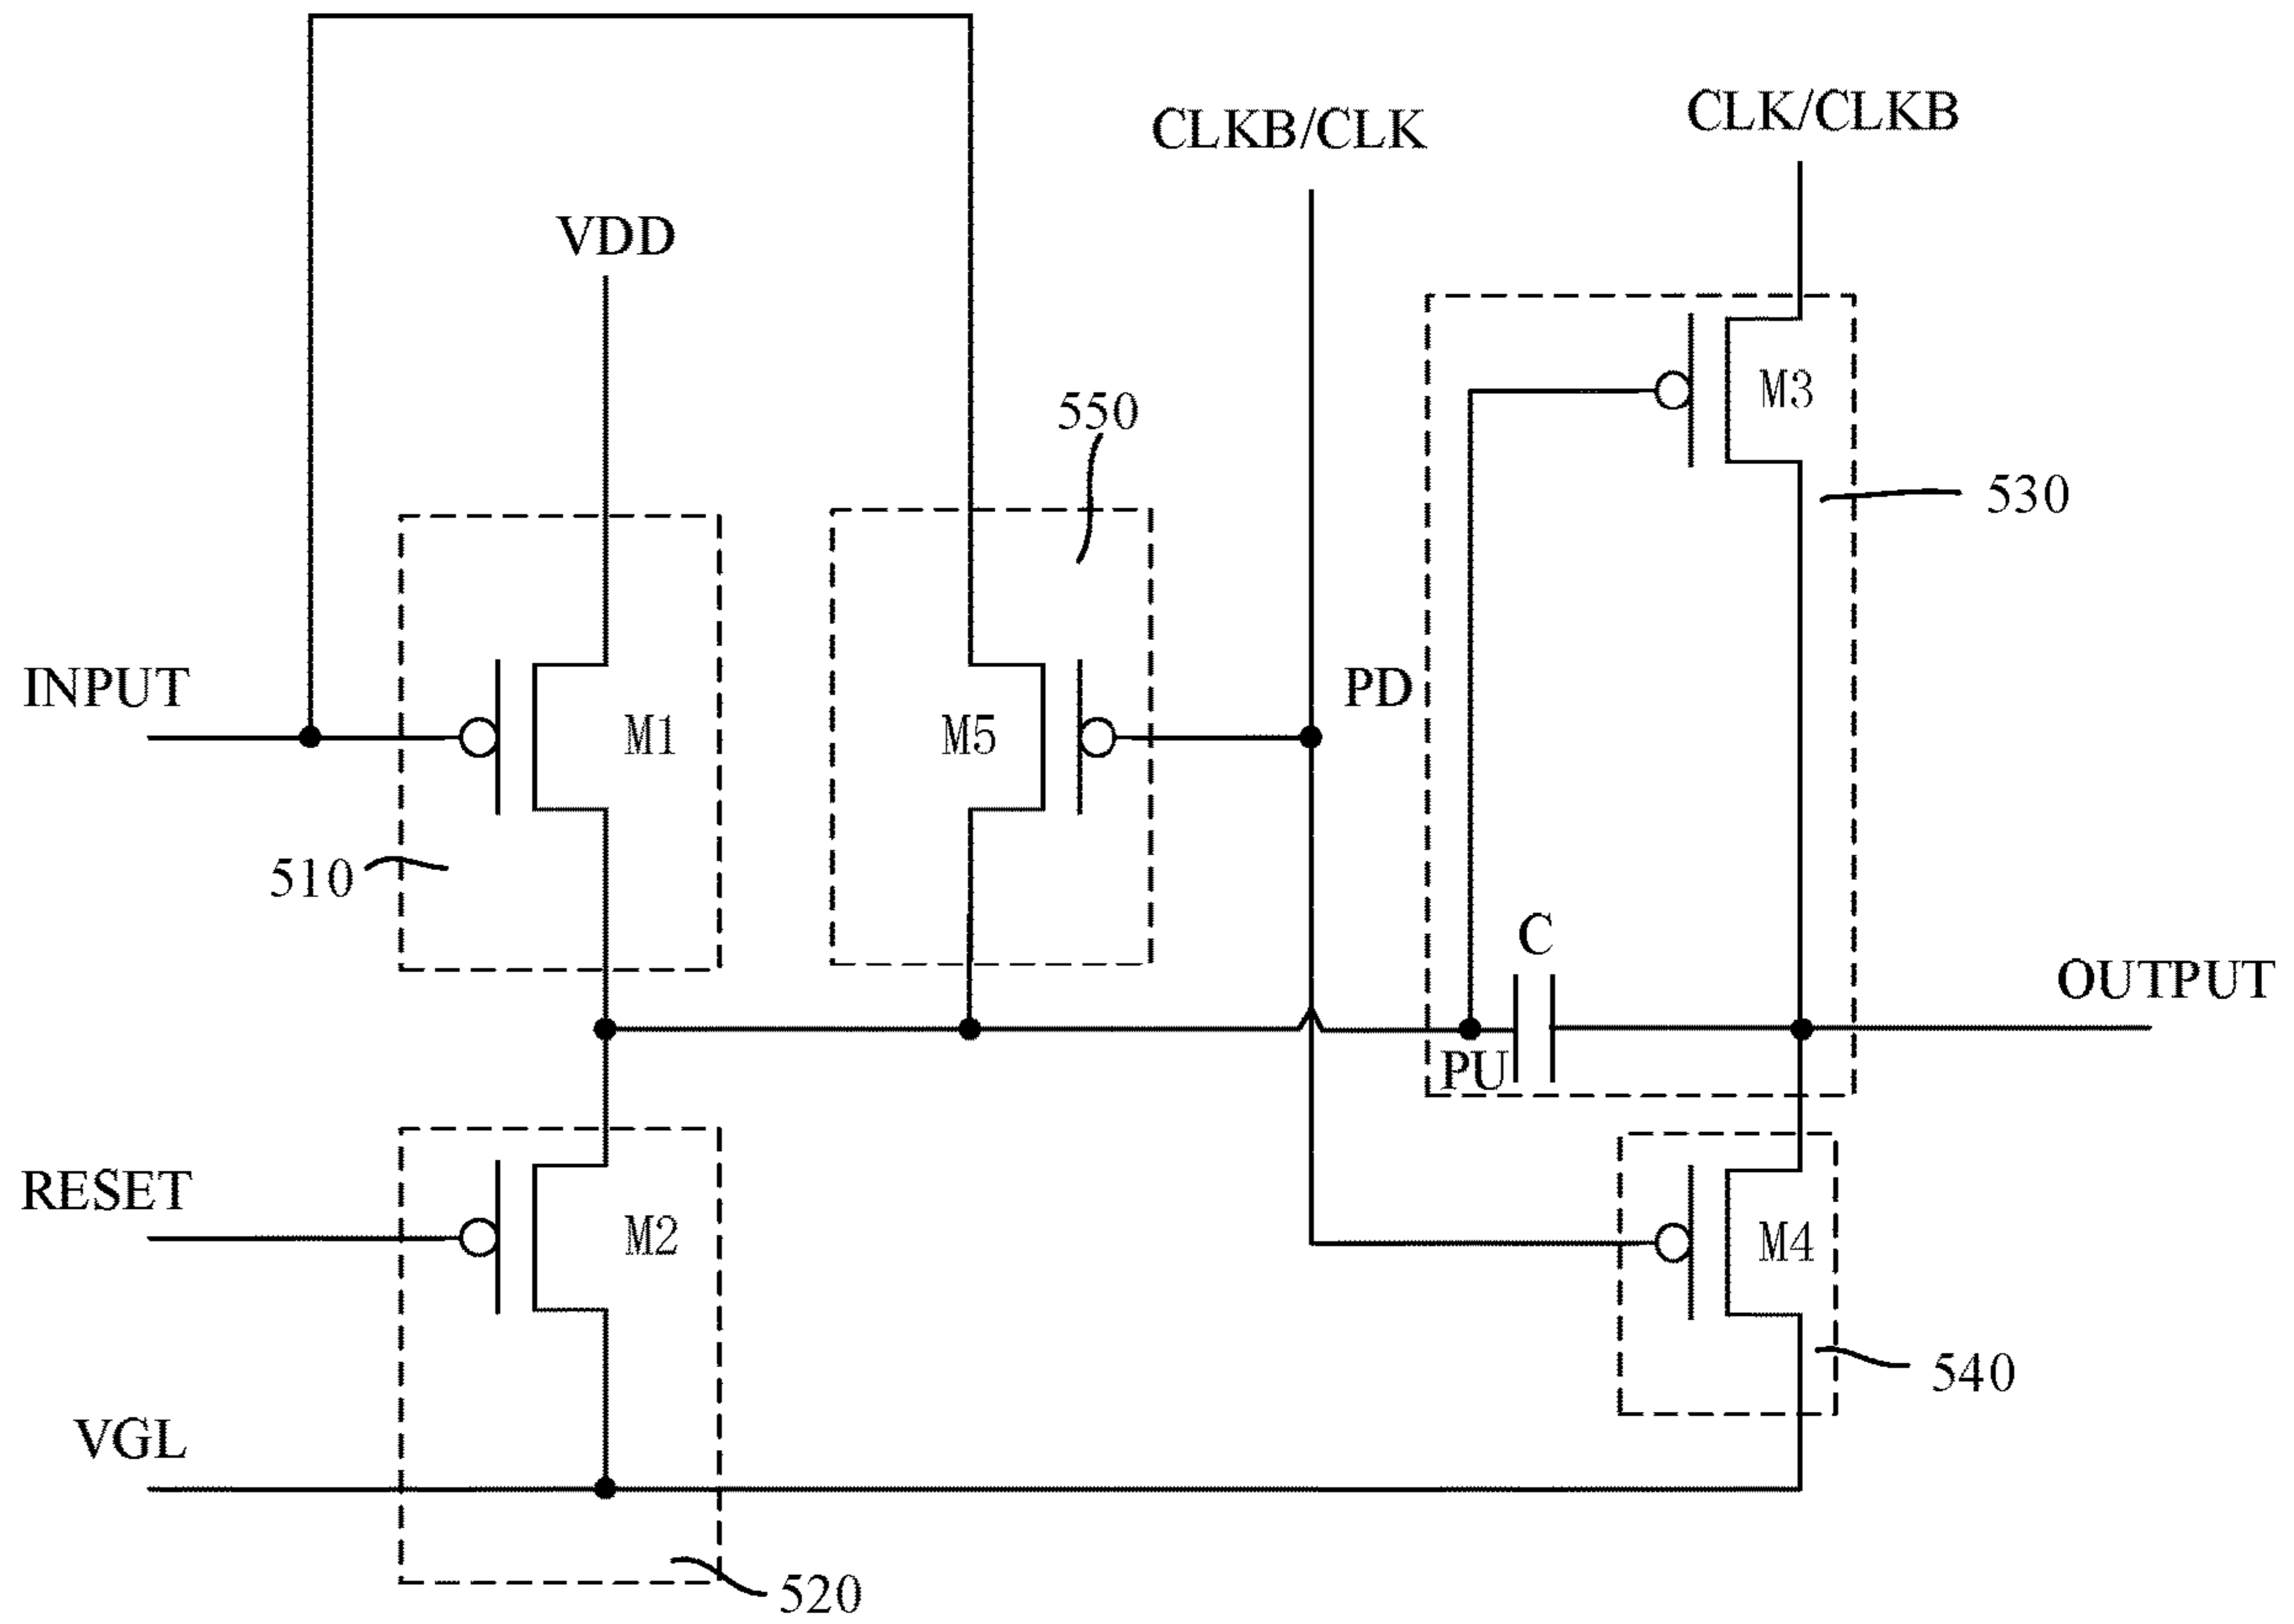 CLKB/CLK
CLK/CLKB
VDD
M3
550
530
INPUT
M1
M5
PD
510
C
OUTPUT
PU
RESET
M2
M4
540
VGL
520